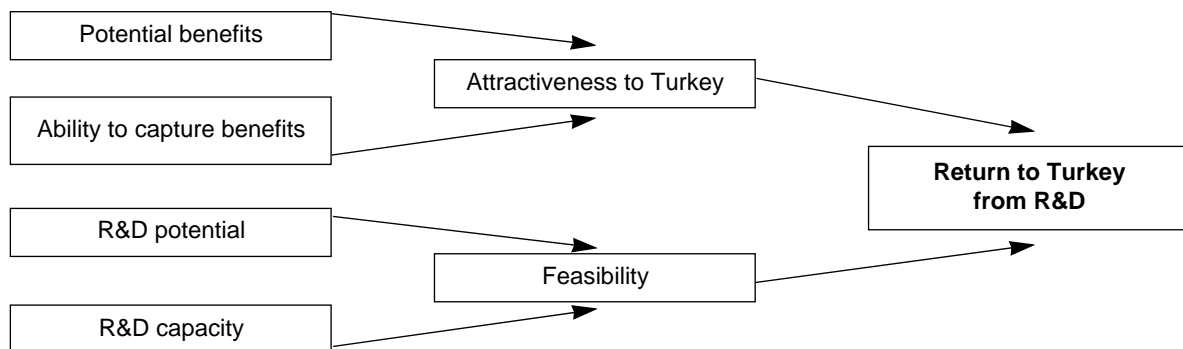 Potential benefits
Attractiveness to Turkey
Ability to capture benefits
Return to Turkey
from R&D
R&D potential
Feasibility
R&D capacity